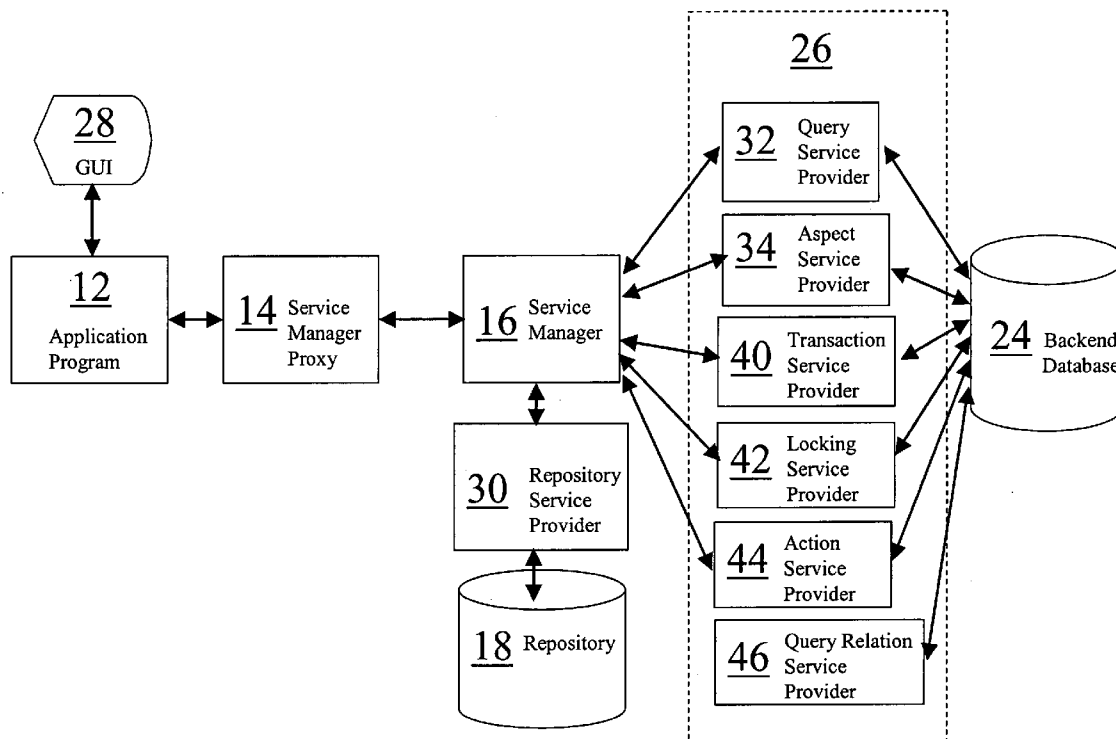 26
28
GUI
12
Application
Program
14 Service
Manager
Proxy
16 Service
Manager
30 Repository
Service
Provider
18 Repository
32 Query
Service
Provider
34 Aspect
Service
Provider
40 Transaction
Service
Provider
42 Locking
Service
Provider
44 Action
Service
Provider
46 Query Relation
Service
Provider
24 Backend
Database